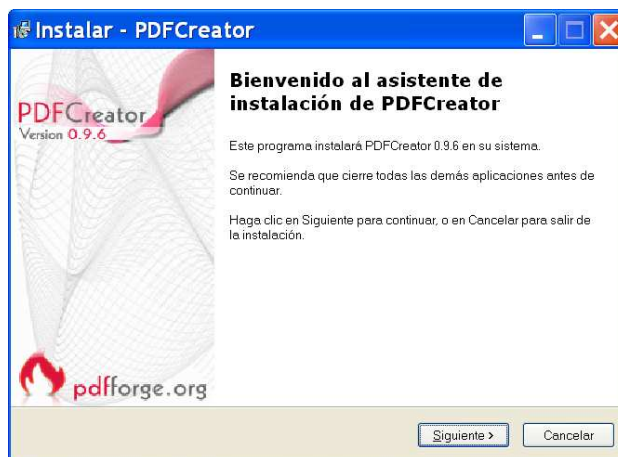 Instalar - PDFCreator
PDFCreator
Version 0.9.6
Bienvenido al asistente de
instalación de PDFCreator
Este programa instalará PDFCreator 0.9.6 en su sistema.
Se recomienda que cierre todas las demás aplicaciones antes de
continuar.
Haga clic en Siguiente para continuar, o en Cancelar para salir de
la instalación.
pdfforge.org
Siguiente >
Cancelar